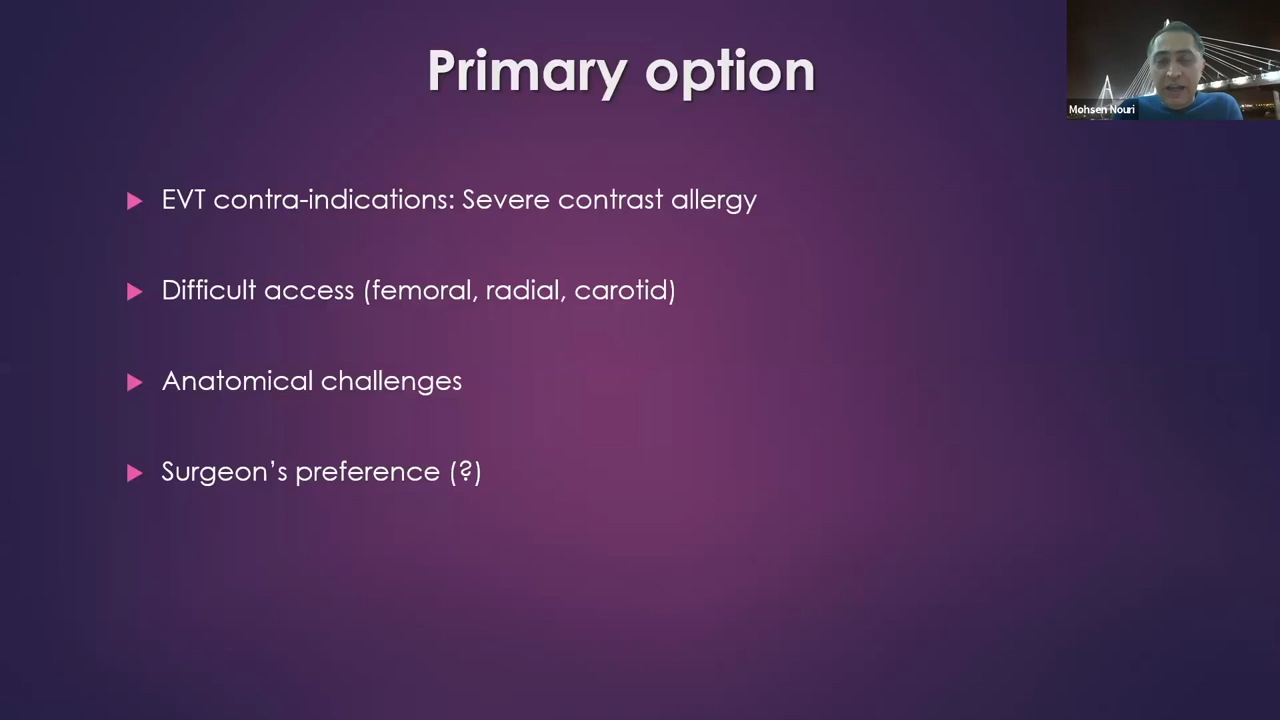 Primary option
Mohsen Nouri
EVT contra-indications: Severe contrast allergy
Difficult access (femoral, radial, carotid)
Anatomical challenges
Surgeon’s preference (?)